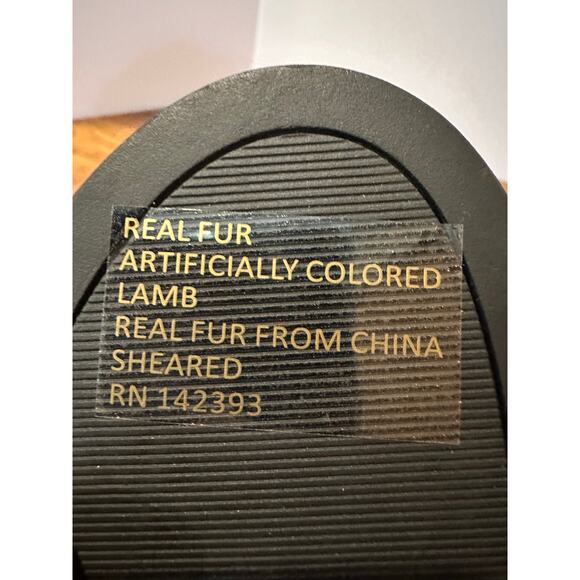 REAL FUR
ARTIFICIALLY COLORED
LAMB
REAL FUR FROM CHINA
SHEARED
RN 142393